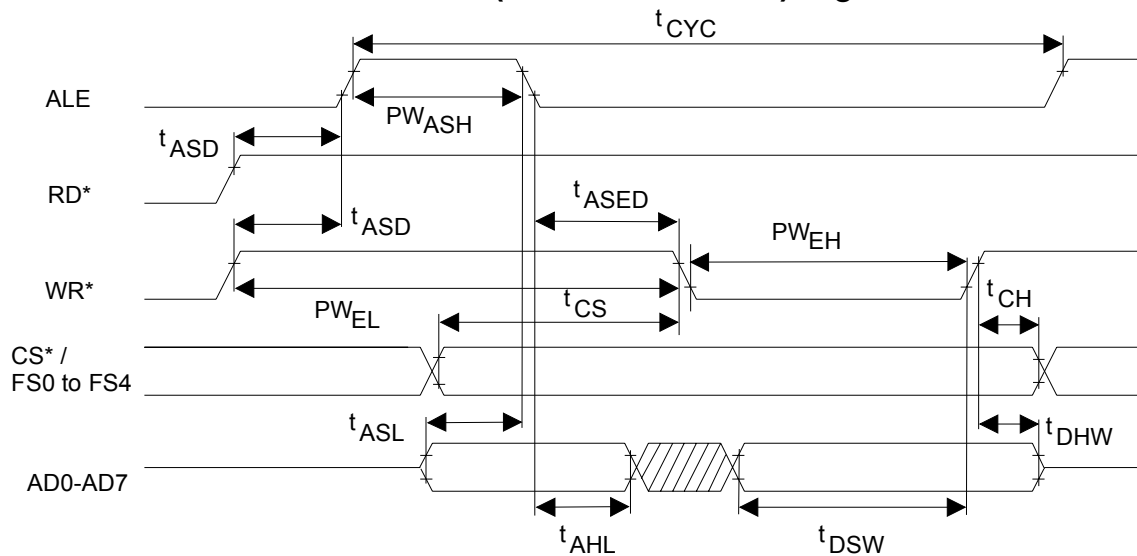 tCYC
ALE
PWASH
tASD
RD*
tASED
tASD
PWEH
WR*
tCS
tCH
PWEL
CS* /
FS0 to FS4
tASL
tDHW
AD0-AD7
tAHL
tDSW